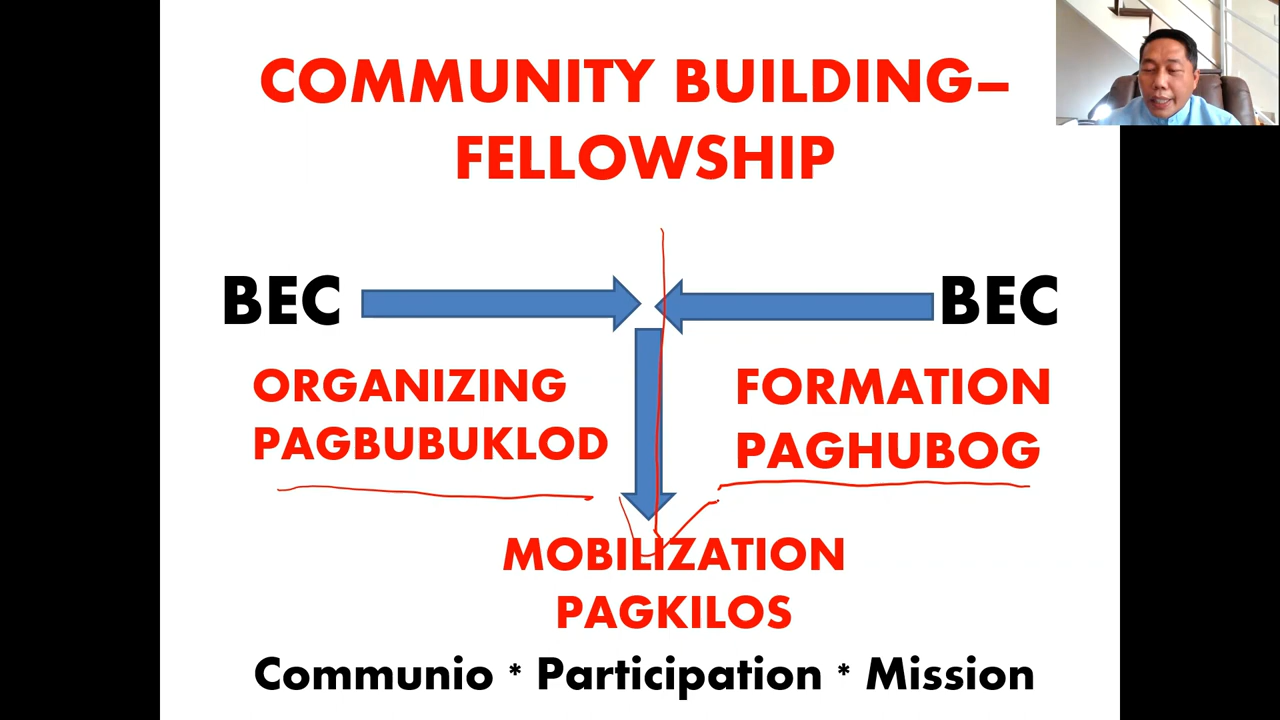 COMMUNITY BUILDING–
FELLOWSHIP
BEC BEC
ORGANIZING
PAGBUBUKLOD
FORMATION
PAGHUBOG
MOBILIZATION
PAGKILOS
Communio * Participation * Mission